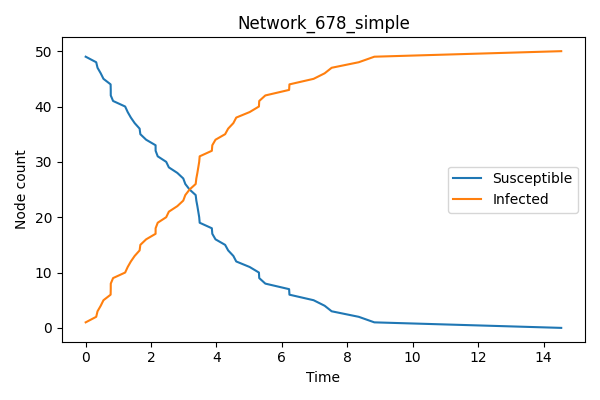 Network_678_simple
Node count
50
40
30
20
10
0
Susceptible
Infected
0 2 4 6 8 10 12 14
Time